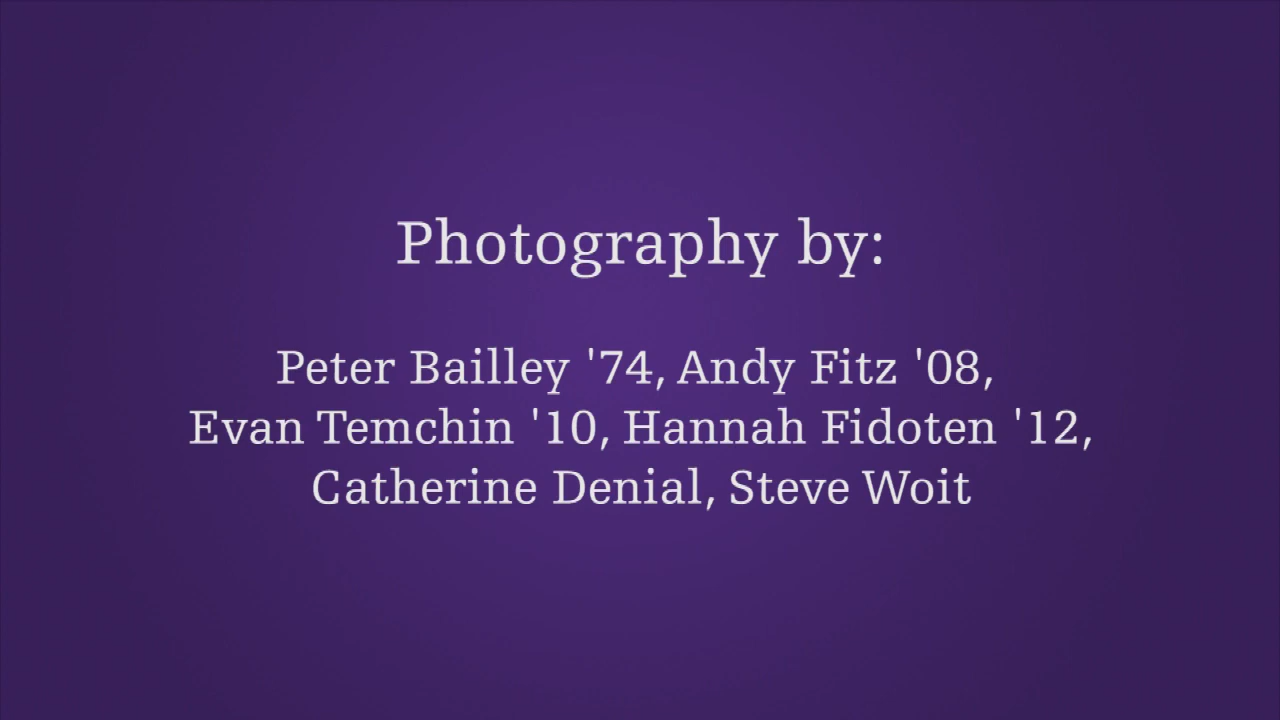 Photography by:
Peter Bailley '74, Andy Fitz '08,
Evan Temchin '10, Hannah Fidoten '12,
Catherine Denial, Steve Woit